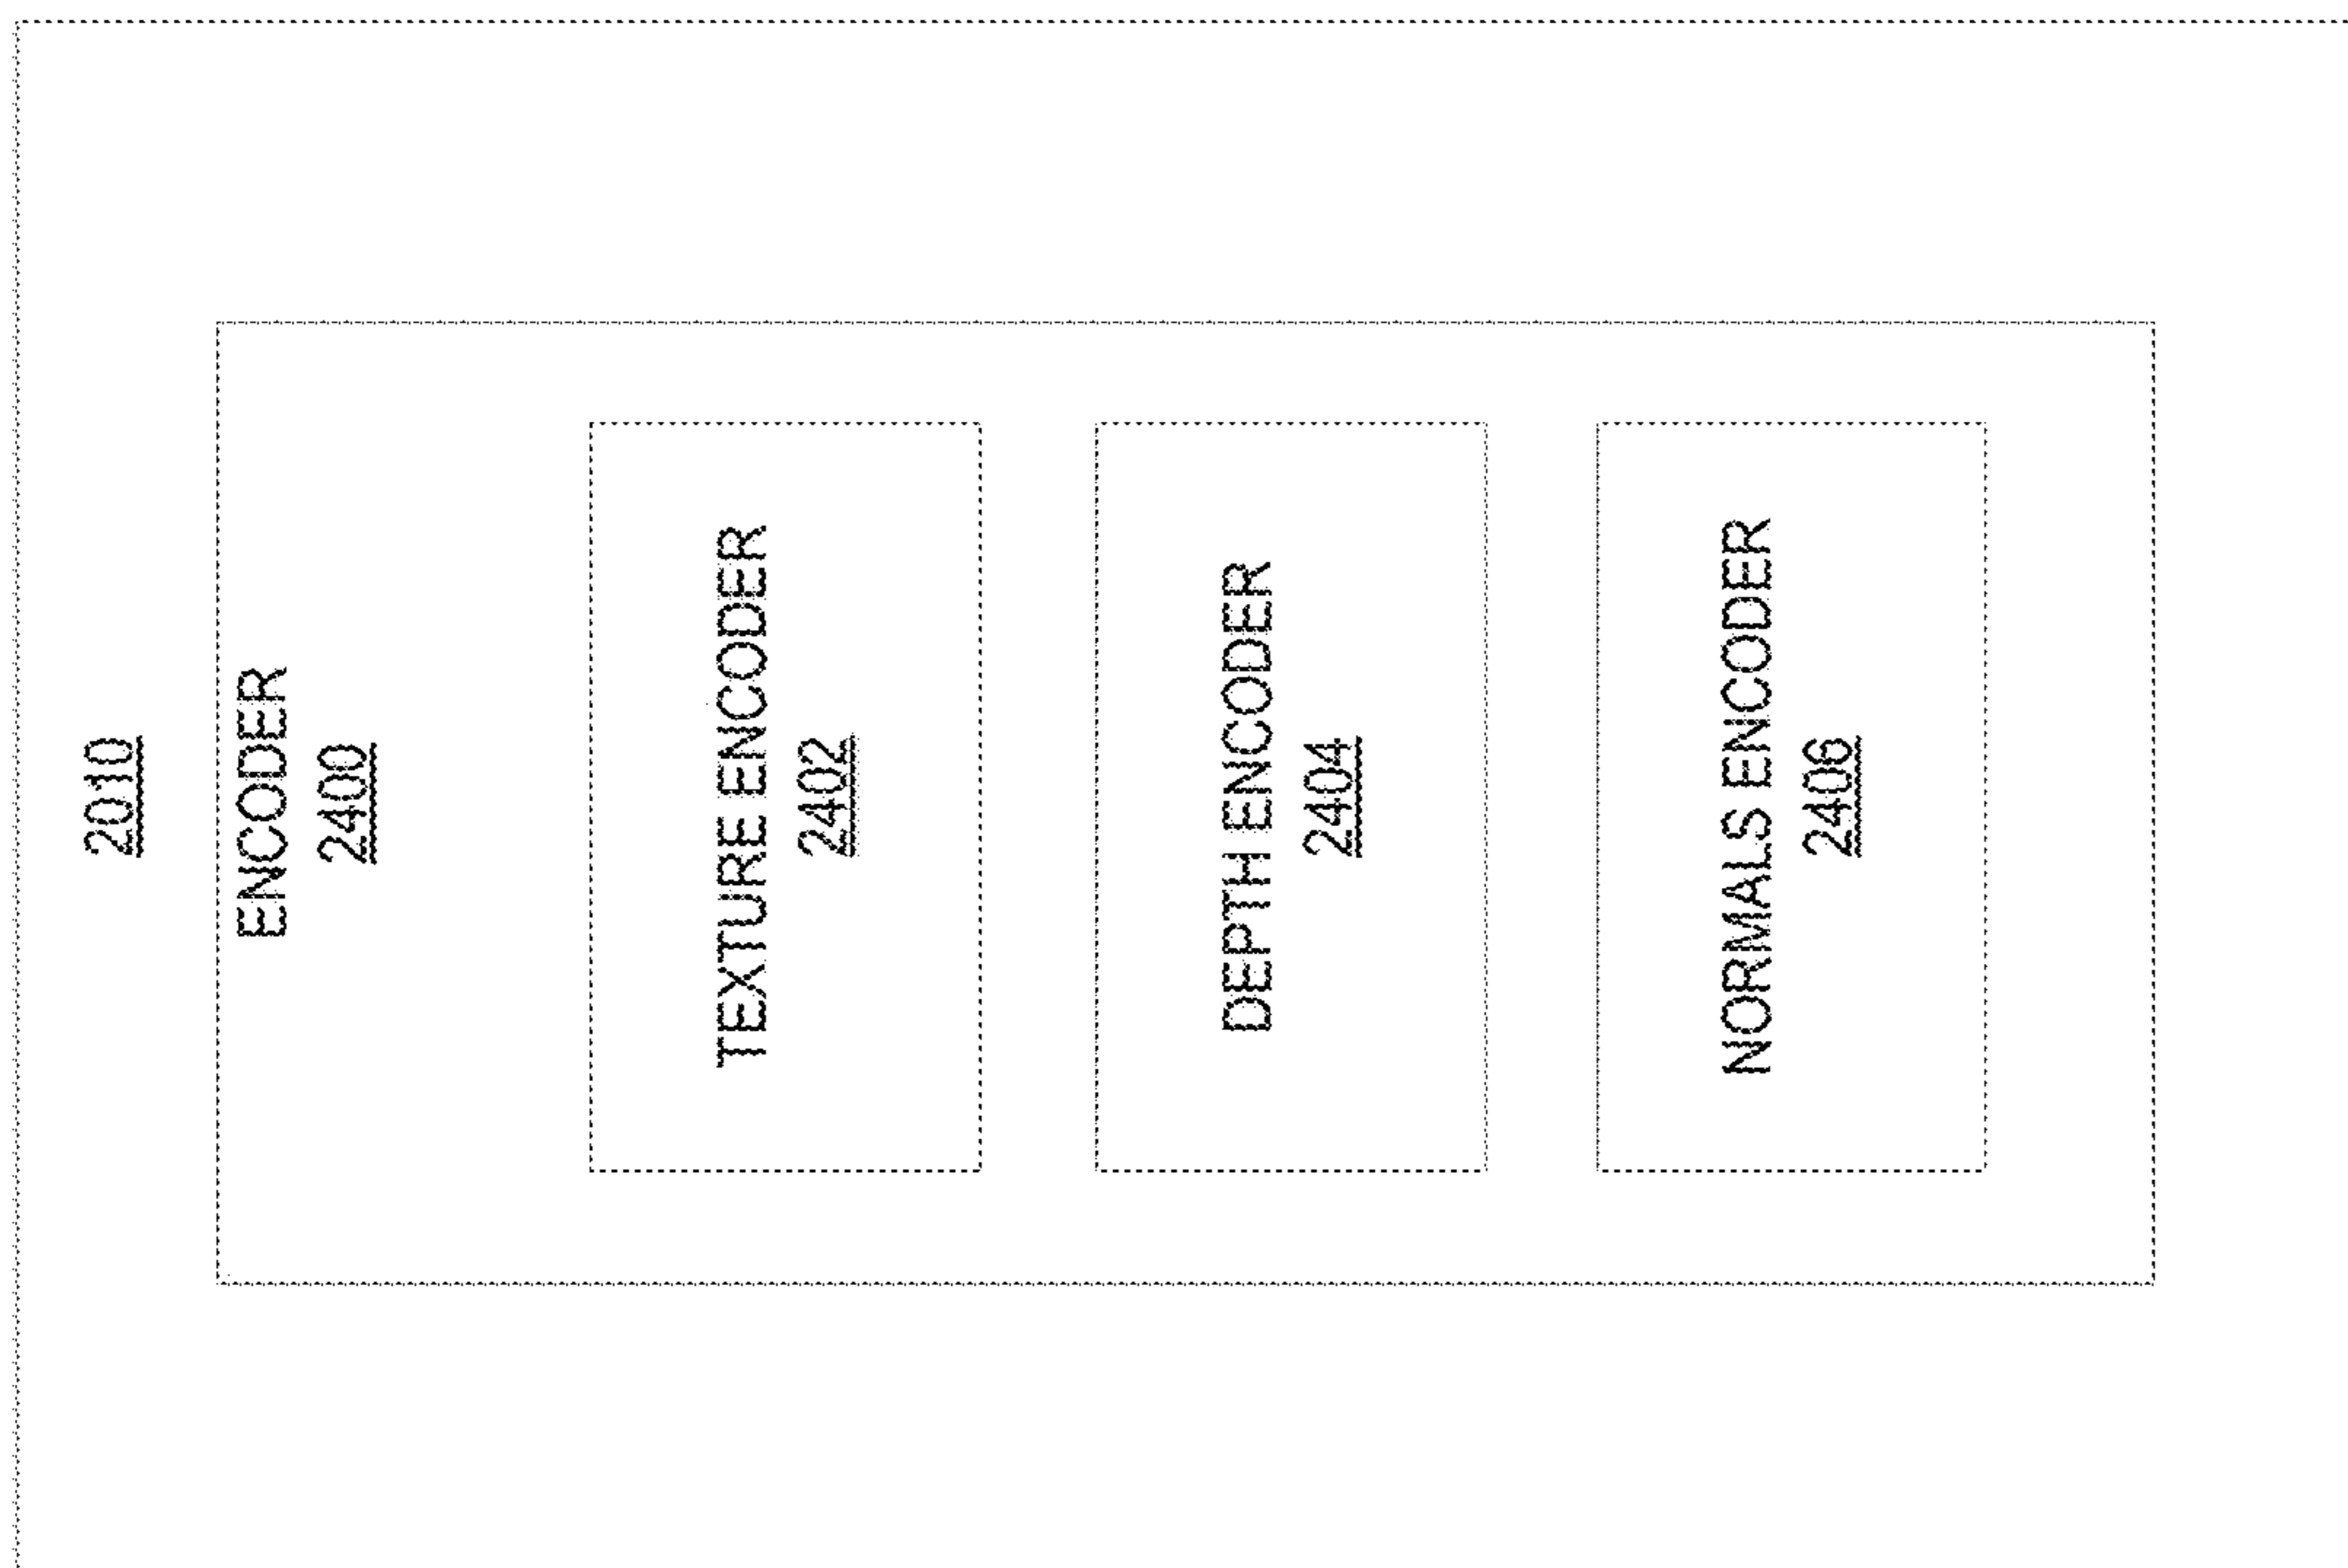 2010
ENCODER
2400
TEXTURE ENCODER
2402
DEPTH ENCODER
2404
NORMALS ENCODER
2406